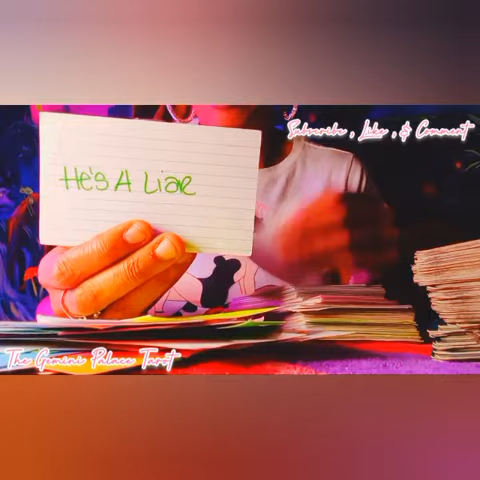 Subscribe, Like, & Comment
He's A Liar
The Gemini Palace Tarot